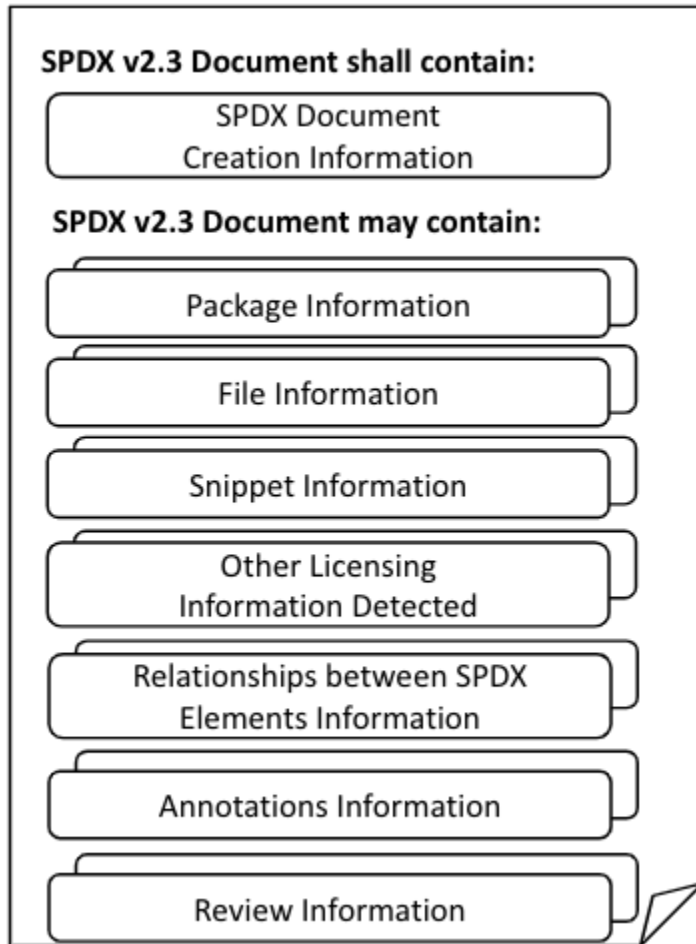 SPDX v2.3 Document shall contain:
SPDX Document
Creation Information
SPDX v2.3 Document may contain:
Package Information
File Information
Snippet Information
Other Licensing
Information Detected
Relationships between SPDX
Elements Information
Annotations Information
Review Information